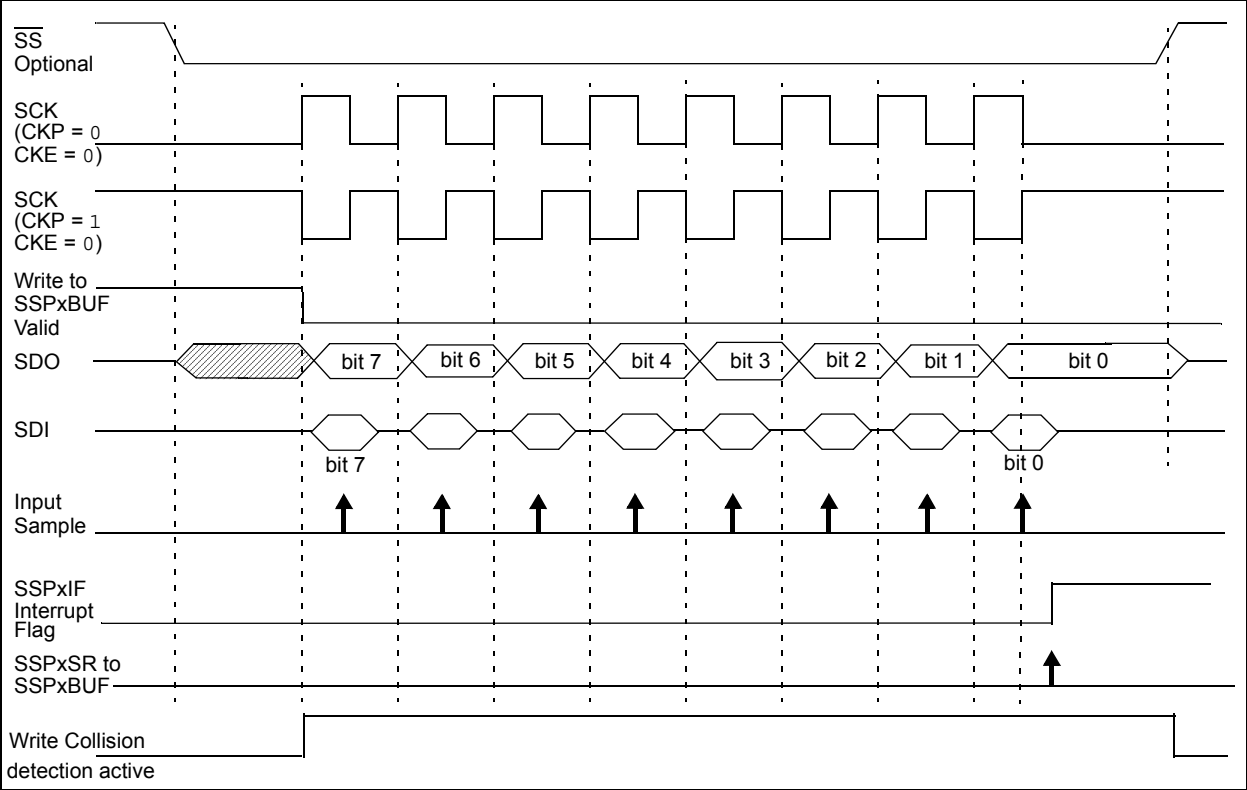 SS
Optional
SCK
(CKP = 0
CKE = 0)
SCK
(CKP = 1
CKE = 0)
Write to
SSPxBUF
Valid
SDO
bit 7 bit 6 bit 5 bit 4 bit 3 bit 2 bit 1 bit 0
SDI
bit 7 bit 0
Input
Sample
SSPxIF
Interrupt
Flag
SSPxSR to
SSPxBUF
Write Collision
detection active